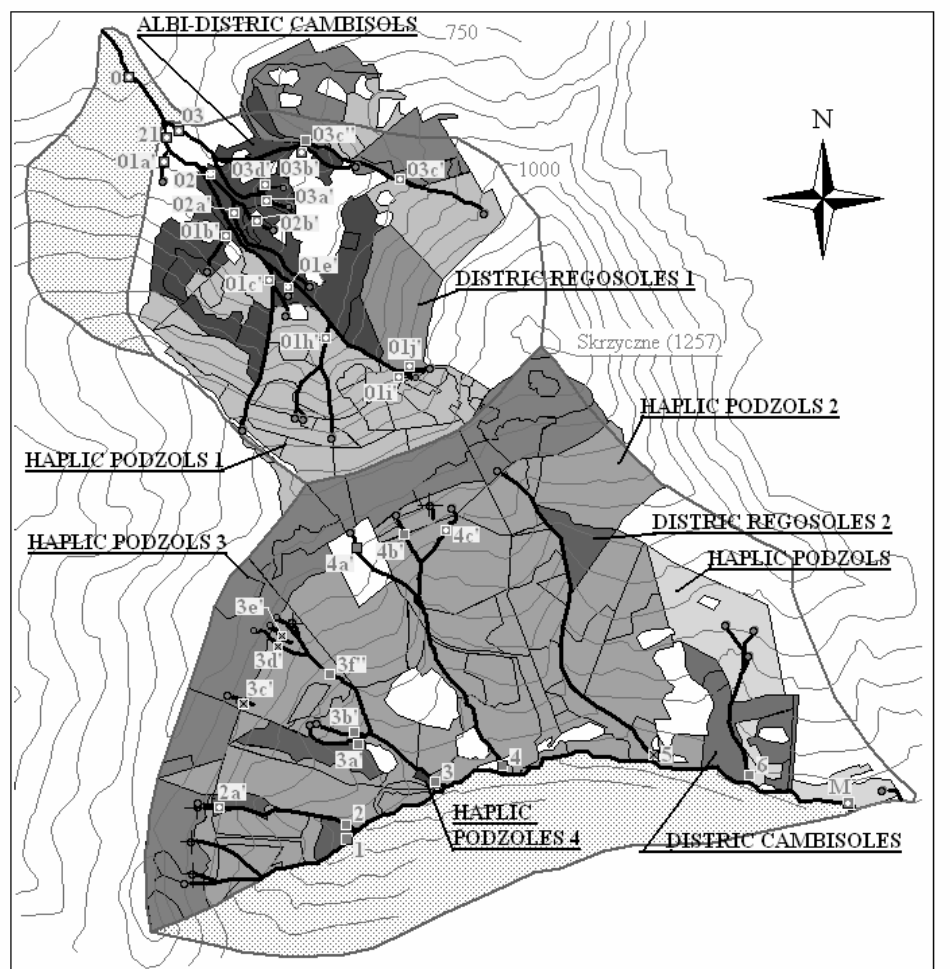 ALBI-DISTRIC CAMBISOLS
750
0
03
21
03c''
01a'
02
03d'
03b'
03c'
1000
N
02a'
03a'
02b'
01b'
01e'
01c'
DISTRIC REGOSOLES 1
01h'
01j'
Skrzyczne (1257)
01i'
HAPLIC PODZOLS 2
HAPLIC PODZOLS 1
DISTRIC REGOSOLES 2
HAPLIC PODZOLS 3
4b'
4c'
HAPLIC PODZOLS
4a'
3e'
3d'
3f''
3c'
3b'
3a'
4
5
6
3
M
2a'
2
HAPLIC
PODZOLES 4
1
DISTRIC CAMBISOLES